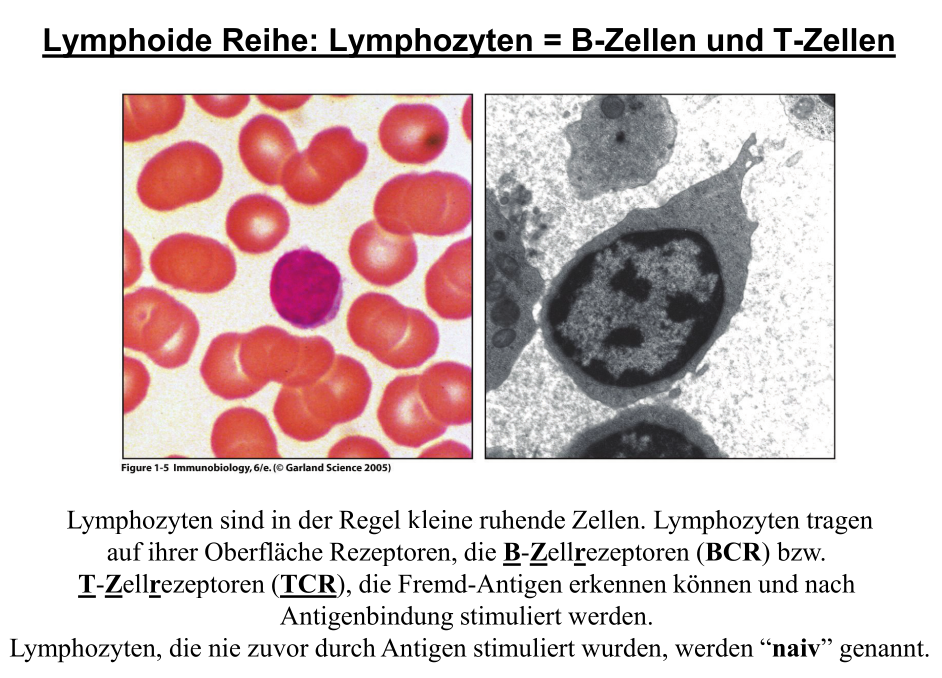 Lymphoide Reihe: Lymphozyten = B-Zellen und T-Zellen
Figure 1-5 Immunobiology, 6/e. (© Garland Science 2005)
Lymphozyten sind in der Regel kleine ruhende Zellen. Lymphozyten tragen
auf ihrer Oberfläche Rezeptoren, die B-Zellrezeptoren (BCR) bzw.
T-Zellrezeptoren (TCR), die Fremd-Antigen erkennen können und nach
Antigenbindung stimuliert werden.
Lymphozyten, die nie zuvor durch Antigen stimuliert wurden, werden “naiv” genannt.